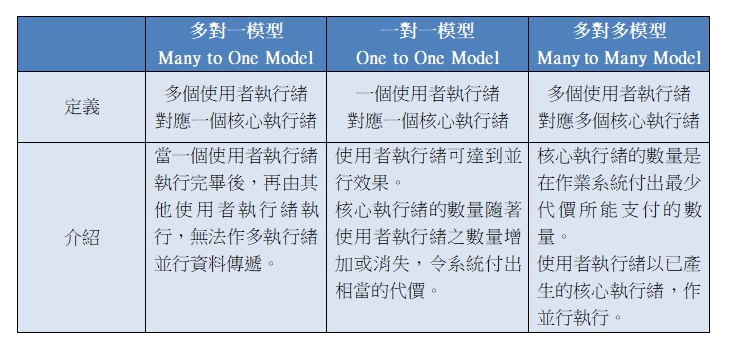 多對一模型
Many to One Model
一對一模型
One to One Model
多對多模型
Many to Many Model
定義
多個使用者執行緒
對應一個核心執行緒
一個使用者執行緒
對應一個核心執行緒
多個使用者執行緒
對應多個核心執行緒
介紹
當一個使用者執行緒
執行完畢後，再由其
他使用者執行緒執
行，無法作多執行緒
並行資料傳遞。
使用者執行緒可達到並
行效果。
核心執行緒的數量隨著
使用者執行緒之數量增
加或消失，令系統付出
相當的代價。
核心執行緒的數量是
在作業系統付出最少
代價所能支付的數
量。
使用者執行緒以已產
生的核心執行緒，作
並行執行。